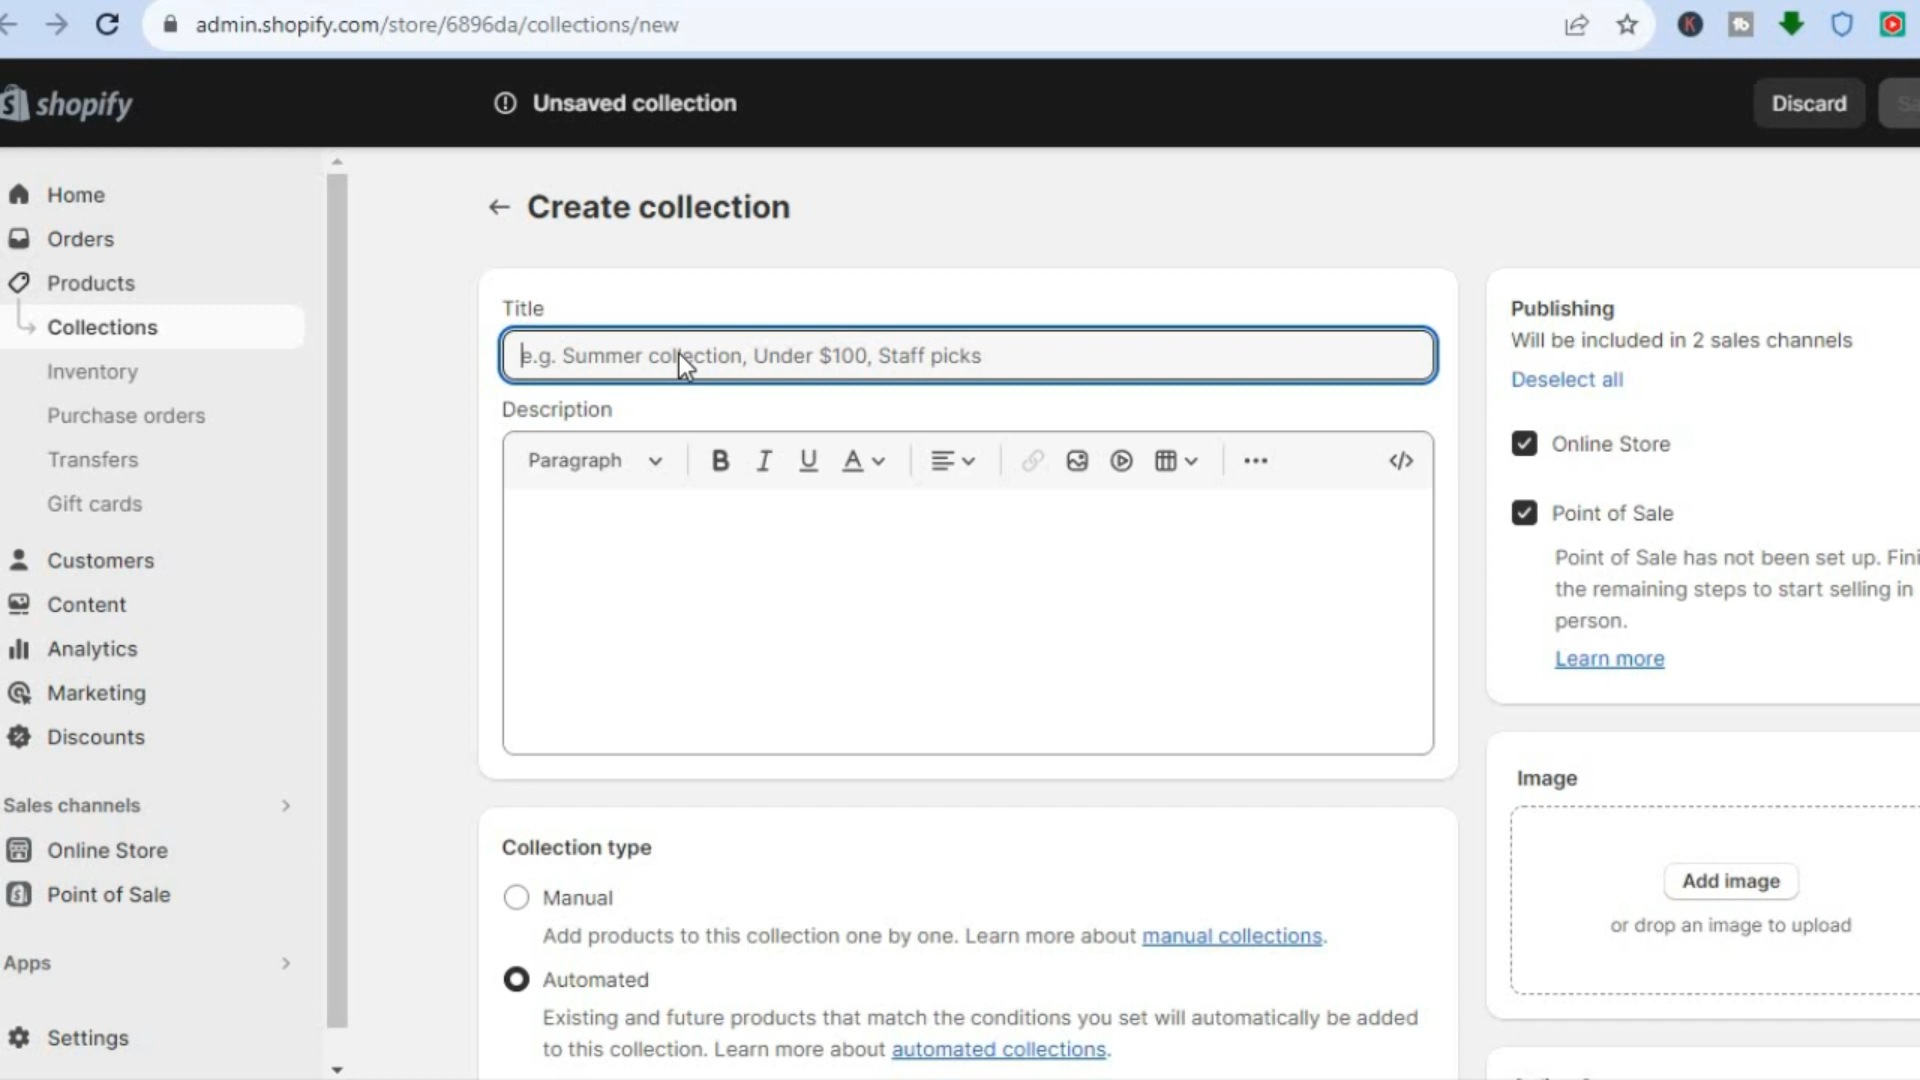 admin.shopify.com/store/6896da/collections/new
shopify
Unsaved collection
Discard
Home
Orders
Products
Collections
Inventory
Purchase orders
Transfers
Gift cards
Customers
Content
Analytics
Marketing
Discounts
Sales channels
Online Store
Point of Sale
Apps
Settings
Create collection
Title
e.g. Summer collection, Under $100, Staff picks
Description
Paragraph
B I U A
</>
Collection type
Manual
Add products to this collection one by one. Learn more about manual collections.
Automated
Existing and future products that match the conditions you set will automatically be added
to this collection. Learn more about automated collections.
Publishing
Will be included in 2 sales channels
Deselect all
Online Store
Point of Sale
Point of Sale has not been set up. Fini
the remaining steps to start selling in
person.
Learn more
Image
Add image
or drop an image to upload